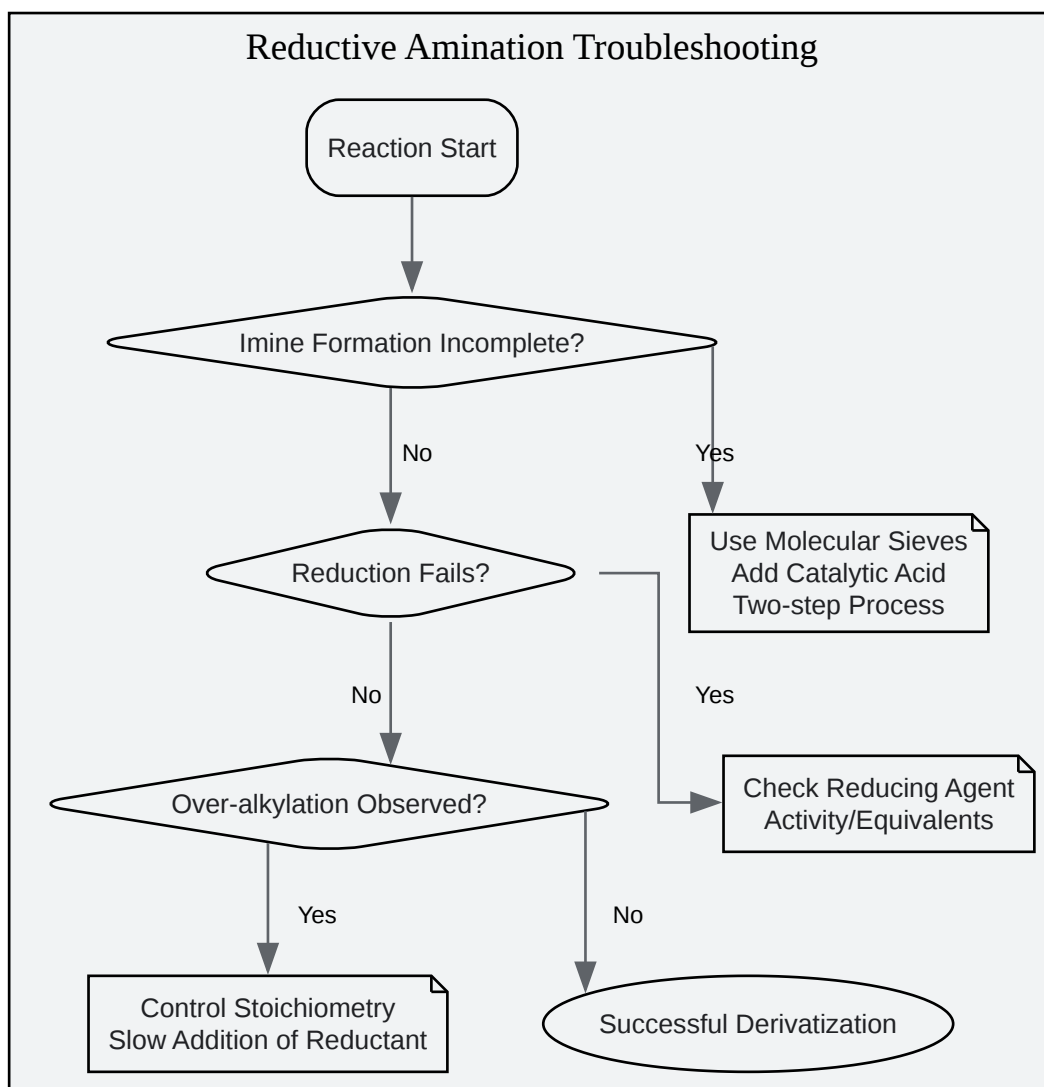 Reductive Amination Troubleshooting
Reaction Start
Imine Formation Incomplete?
No
Yes
Use Molecular Sieves
Add Catalytic Acid
Two-step Process
Reduction Fails?
No
Yes
Check Reducing Agent
Activity/Equivalents
Over-alkylation Observed?
Yes
No
Control Stoichiometry
Slow Addition of Reductant
Successful Derivatization